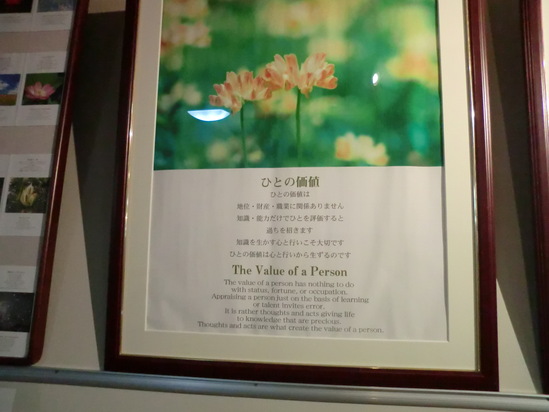 ひとの価値
ひとの価値は
地位・財産・職業に関係ありません
知識・能力だけでひとを評価すると
過ちを招きます
知識を生かす心と行いこそ大切です
ひとの価値は心と行いから生ずるのです
The Value of a Person
The value of a person has nothing to do
with status, fortune, or occupation.
Appraising a person just on the basis of learning
or talent invites error.
It is rather thoughts and acts giving life
to knowledge that are precious.
Thoughts and acts are what create the value of a person.